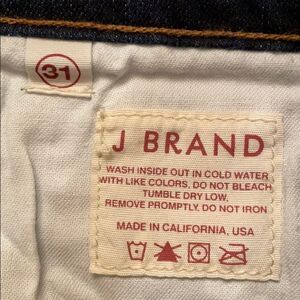 31
J BRAND
WASH INSIDE OUT IN COLD WATER
WITH LIKE COLORS, DO NOT BLEACH
TUMBLE DRY LOW,
REMOVE PROMPTLY, DO NOT IRON
MADE IN CALIFORNIA, USA